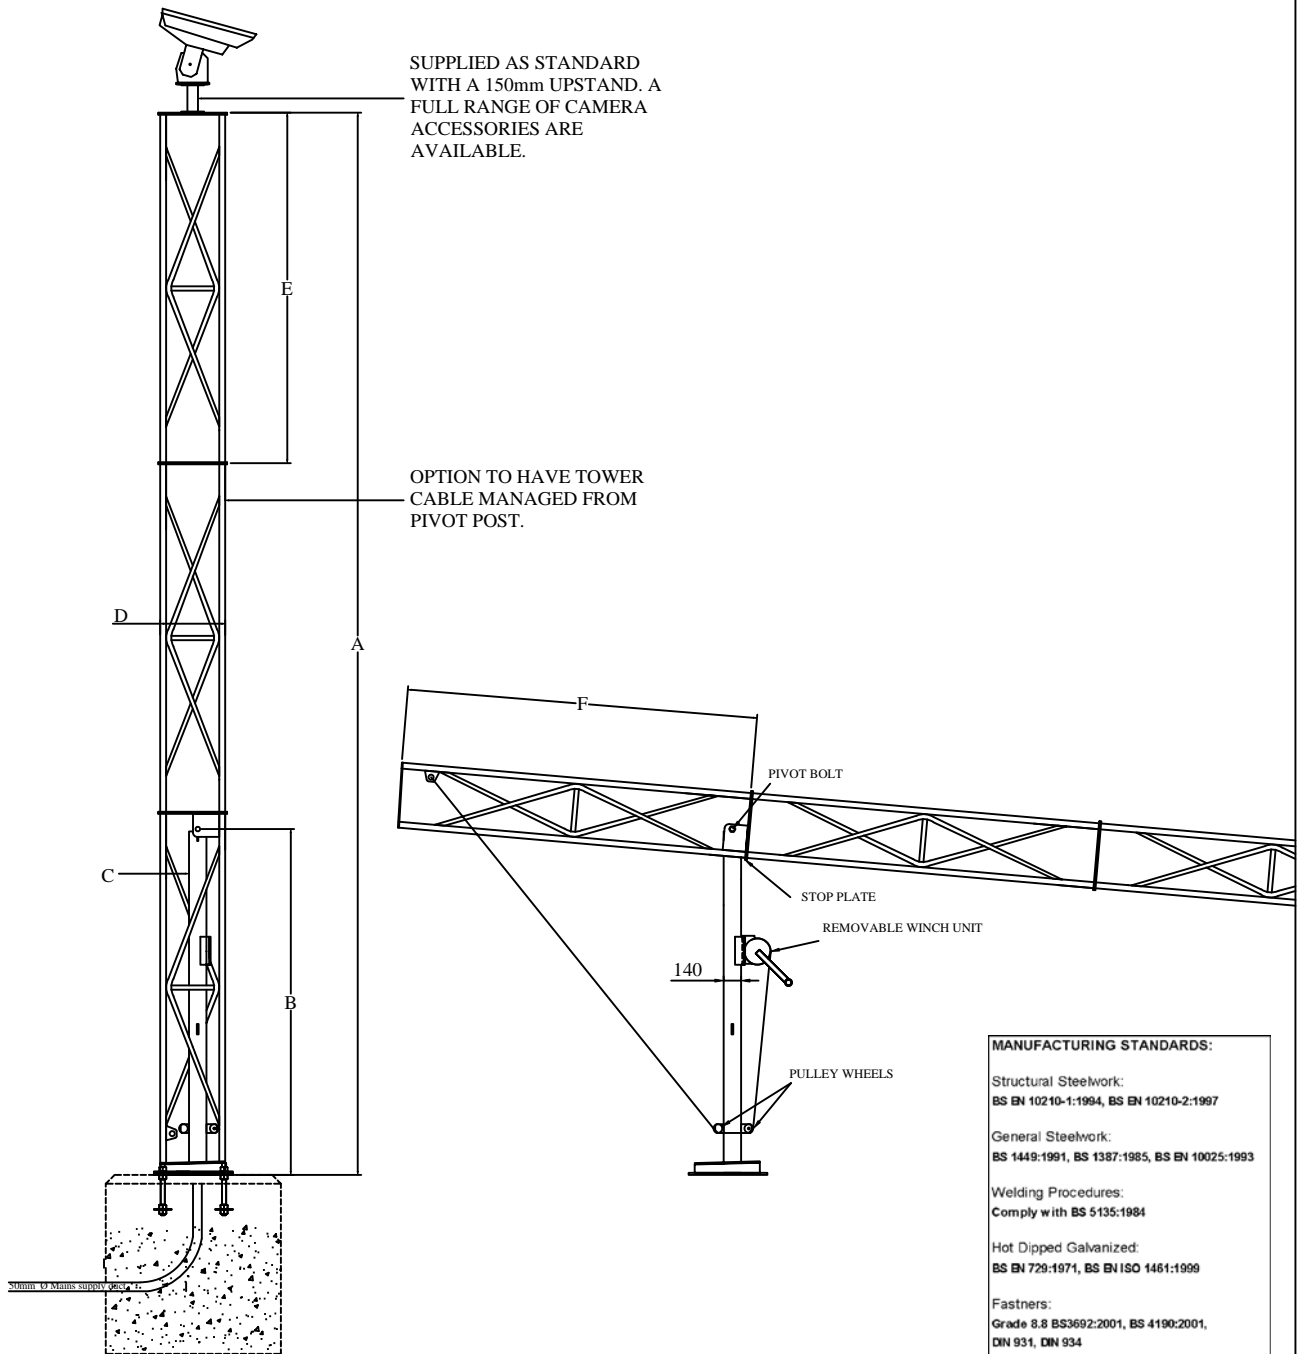 SUPPLIED AS STANDARD
WITH A 150mm UPSTAND. A
FULL RANGE OF CAMERA
ACCESSORIES ARE
AVAILABLE.
E
OPTION TO HAVE TOWER
CABLE MANAGED FROM
PIVOT POST.
D
A
F
PIVOT BOLT
C
STOP PLATE
REMOVABLE WINCH UNIT
140
B
PULLEY WHEELS
50mm Ø Mains supply duct
MANUFACTURING STANDARDS:
Structural Steelwork:
BS EN 10210-1:1994, BS EN 10210-2:1997
General Steelwork:
BS 1449:1991, BS 1387:1985, BS EN 10025:1993
Welding Procedures:
Comply with BS 5135:1984
Hot Dipped Galvanized:
BS EN 729:1971, BS EN ISO 1461:1999
Fastners:
Grade 8.8 BS3692:2001, BS 4190:2001,
DIN 931, DIN 934